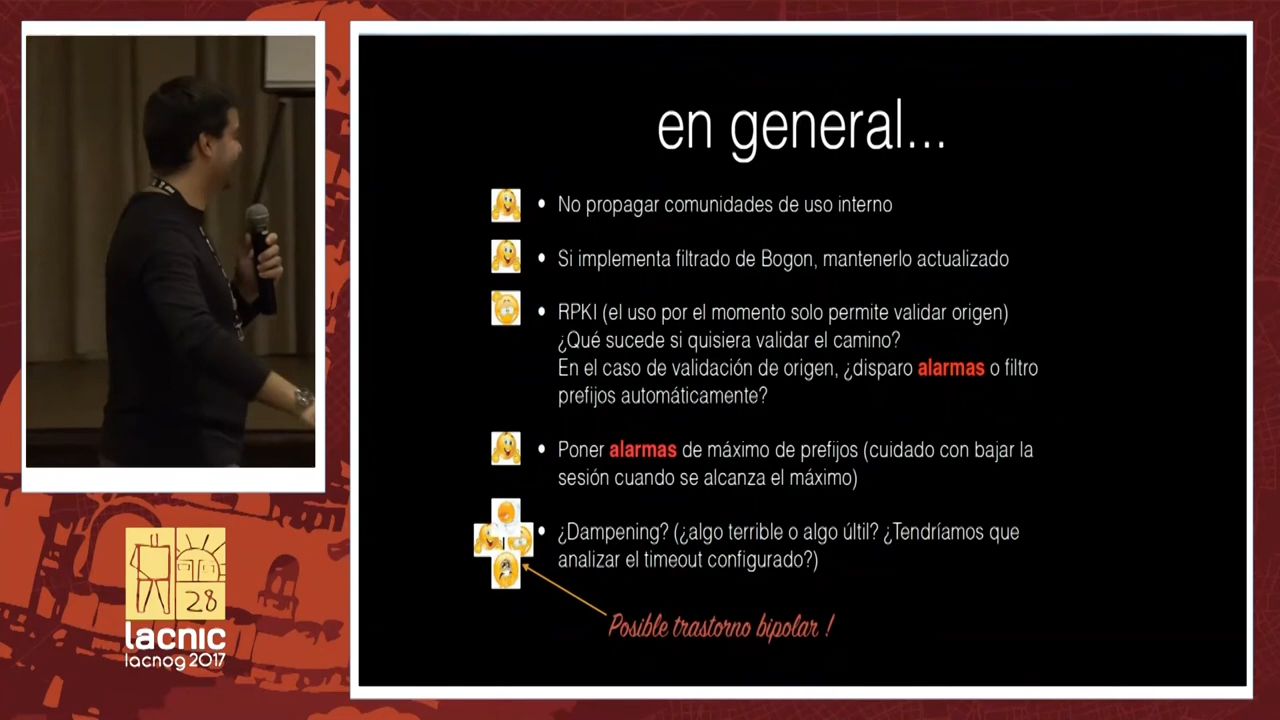 en general...
• No propagar comunidades de uso interno
• Si implementa filtrado de Bogon, mantenerlo actualizado
• RPKI (el uso por el momento solo permite validar origen)
¿Qué sucede si quisiera validar el camino?
En el caso de validación de origen, ¿disparo alarmas o filtro
prefijos automáticamente?
• Poner alarmas de máximo de prefijos (cuidado con bajar la
sesión cuando se alcanza el máximo)
• ¿Dampening? (¿algo terrible o algo últil? ¿Tendríamos que
analizar el timeout configurado?)
Posible trastorno bipolar !
28
lacnic
lacnog 2017